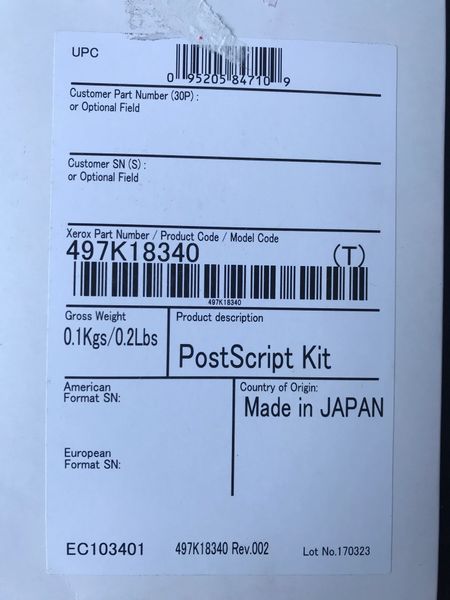 UPC
0 95205 84710 9
Customer Part Number (30P) :
or Optional Field
Customer SN (S) :
or Optional Field
Xerox Part Number / Product Code / Model Code
497K18340 (T)
497K18340
Gross Weight
0.1Kgs/0.2Lbs
Product description
PostScript Kit
American
Format SN:
Country of Origin:
Made in JAPAN
European
Format SN:
EC103401 497K18340 Rev.002 Lot No.170323